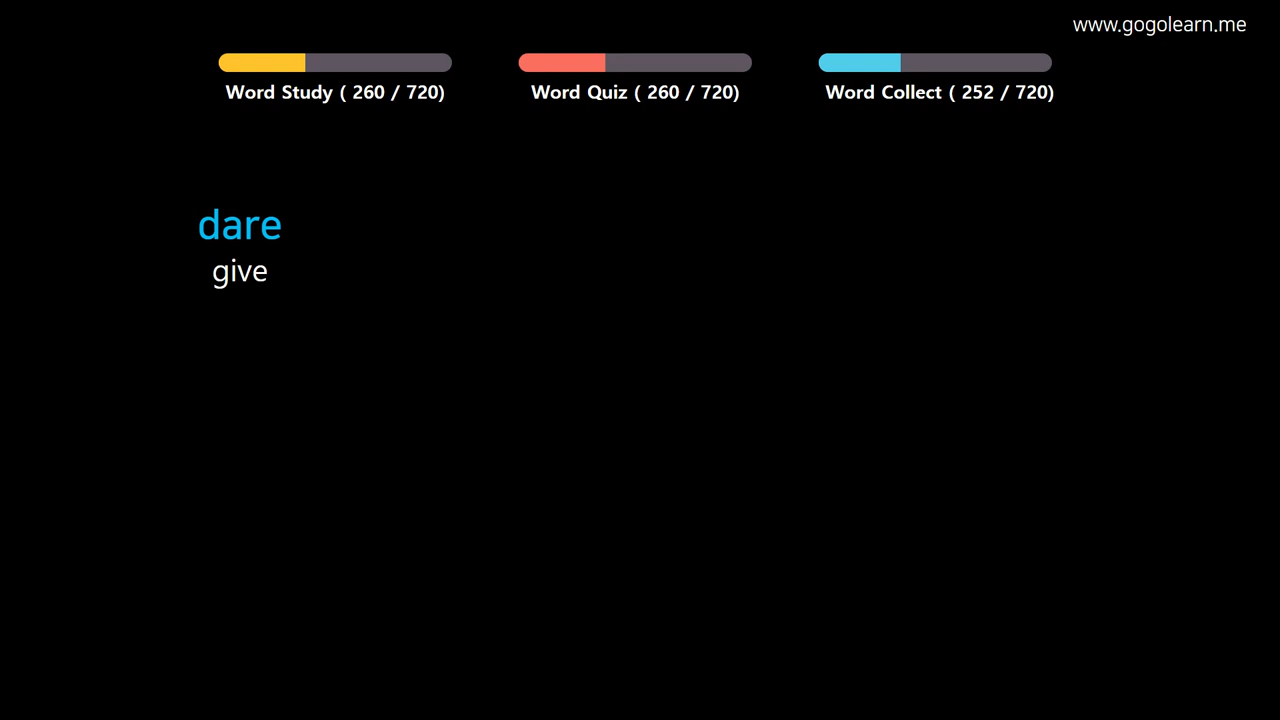 www.gogolearn.me
Word Study ( 260 / 720)
Word Quiz ( 260 / 720)
Word Collect ( 252 / 720)
dare
give